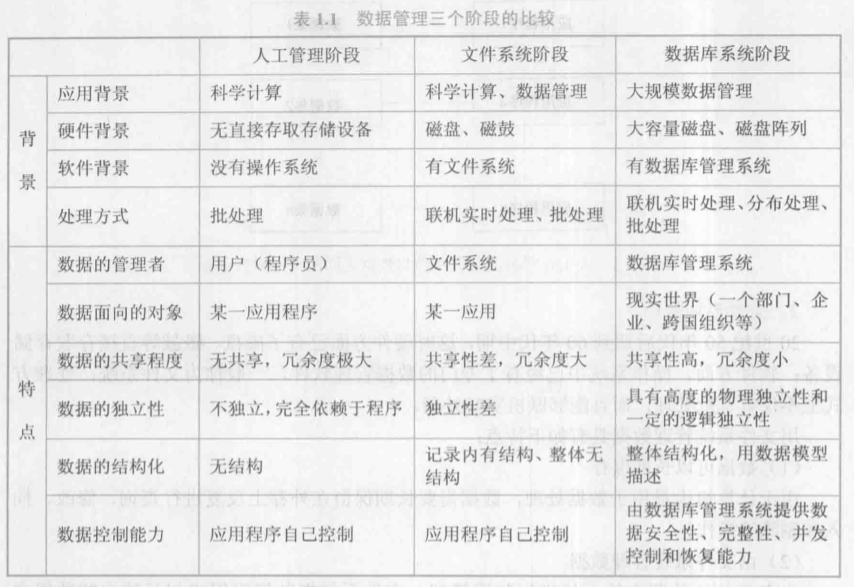 表 1.1 数据管理三个阶段的比较
人工管理阶段 文件系统阶段 数据库系统阶段
背景
应用背景 科学计算 科学计算、数据管理 大规模数据管理
硬件背景 无直接存取存储设备 磁盘、磁鼓 大容量磁盘、磁盘阵列
软件背景 没有操作系统 有文件系统 有数据库管理系统
处理方式 批处理 联机实时处理、批处理 联机实时处理、分布处理、
批处理
特点
数据的管理者 用户（程序员） 文件系统 数据库管理系统
数据面向的对象 某一应用程序 某一应用 现实世界（一个部门、企
业、跨国组织等）
数据的共享程度 无共享，冗余度极大 共享性差，冗余度大 共享性高，冗余度小
数据的独立性 不独立，完全依赖于程序 独立性差 具有高度的物理独立性和
一定的逻辑独立性
数据的结构化 无结构 记录内有结构、整体无
结构 整体结构化，用数据模型
描述
数据控制能力 应用程序自己控制 应用程序自己控制 由数据库管理系统提供数
据安全性、完整性、并发
控制和恢复能力